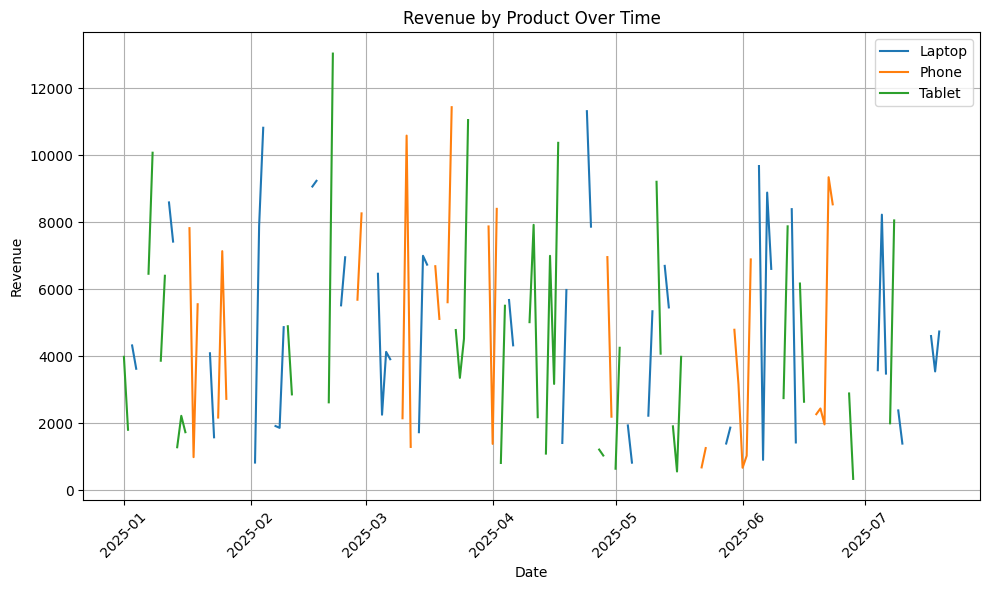 Revenue by Product Over Time
Laptop
Phone
Tablet
Revenue
12000
10000
8000
6000
4000
2000
0
2025-01
2025-02
2025-03
2025-04
2025-05
2025-06
2025-07
Date